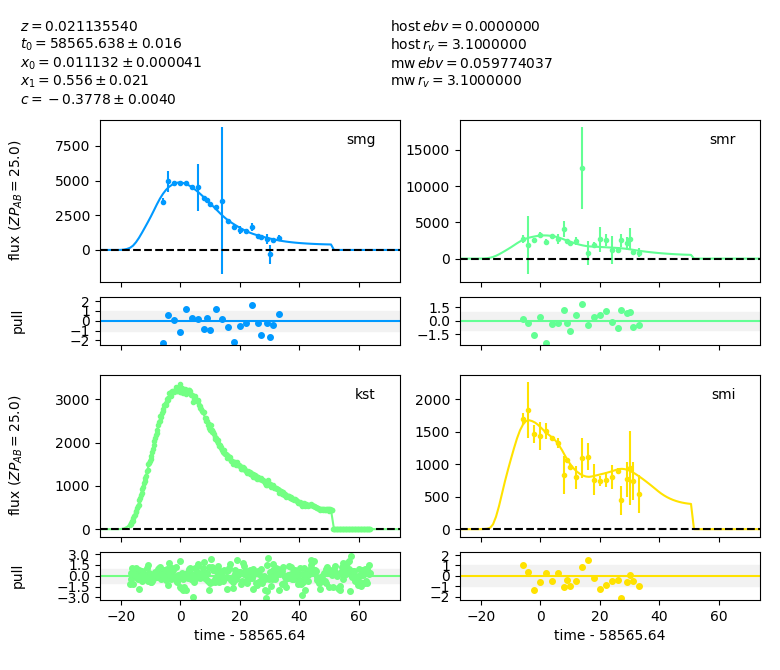 z = 0.021135540
t₀ = 58565.638 ± 0.016
x₀ = 0.011132 ± 0.000041
x₁ = 0.556 ± 0.021
c = −0.3778 ± 0.0040
host ebv = 0.0000000
host r_v = 3.1000000
mw ebv = 0.059774037
mw r_v = 3.1000000
flux (ZP_AB = 25.0)
7500
5000
2500
0
smg
15000
10000
5000
0
smr
pull
2
1
0
−1
−2
1.5
0.0
−1.5
flux (ZP_AB = 25.0)
3000
2000
1000
0
kst
2000
1500
1000
500
0
smi
pull
3.0
1.5
0.0
−1.5
−3.0
−20 0 20 40 60
time - 58565.64
2
1
0
−1
−2
−20 0 20 40 60
time - 58565.64